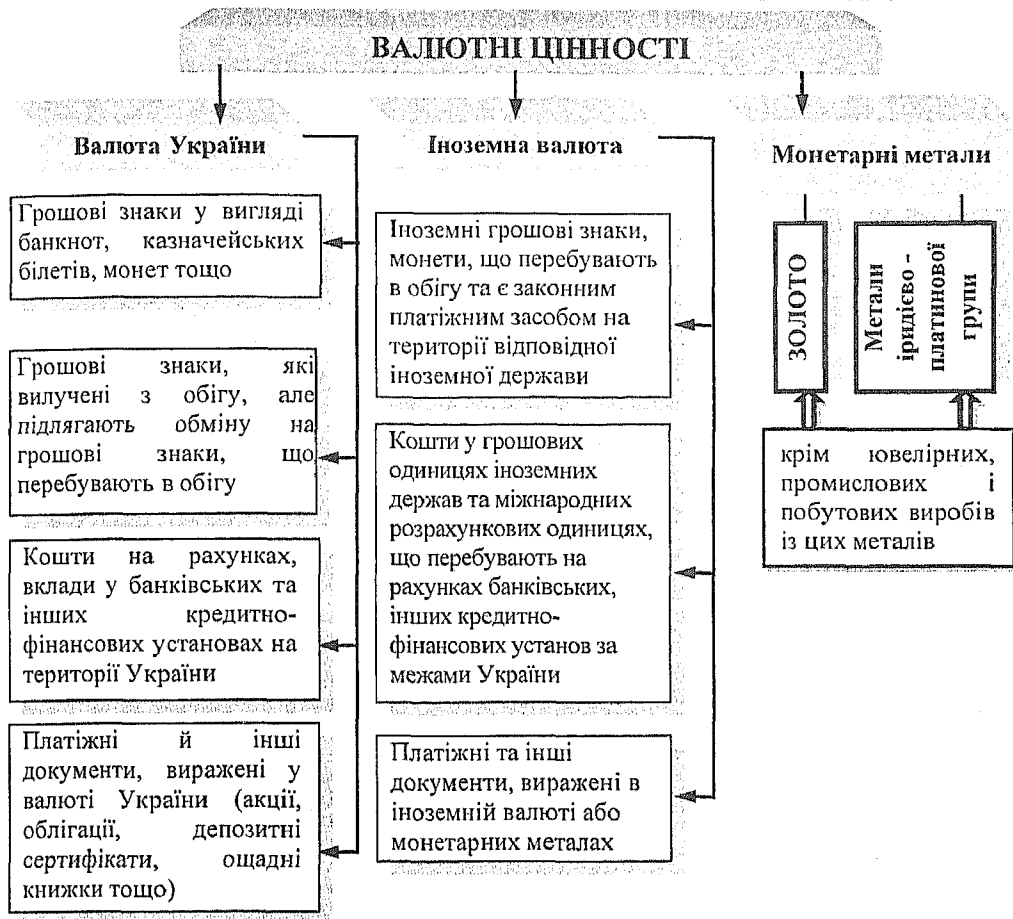 ВАЛЮТНІ ЦІННОСТІ
Валюта України
Грошові знаки у вигляді
банкнот, казначейських
білетів, монет тощо
Грошові знаки, які
вилучені з обігу, але
підлягають обміну на
грошові знаки, що
перебувають в обігу
Кошти на рахунках,
вклади у банківських та
інших кредитно-
фінансових установах на
території України
Платіжні й інші
документи, виражені у
валюті України (акції,
облігації, депозитні
сертифікати, ощадні
книжки тощо)
Іноземна валюта
Іноземні грошові знаки,
монети, що перебувають
в обігу та є законним
платіжним засобом на
території відповідної
іноземної держави
Кошти у грошових
одиницях іноземних
держав та міжнародних
розрахункових одиницях,
що перебувають на
рахунках банківських,
інших кредитно-
фінансових установ за
межами України
Платіжні та інші
документи, виражені в
іноземній валюті або
монетарних металах
Монетарні метали
ЗОЛОТО
Метали
іридієво -
платинової
групи
крім ювелірних,
промислових і
побутових виробів
із цих металів